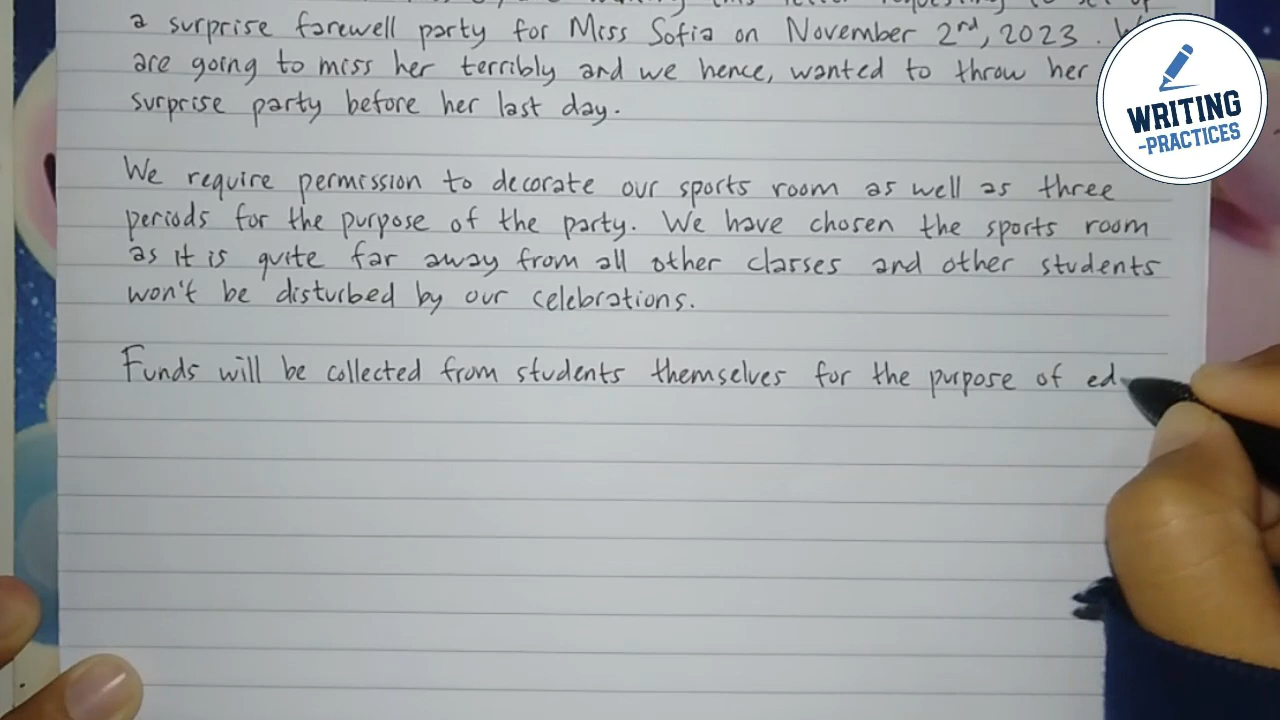 a surprise farewell party for Miss Sofia on November 2nd, 2023.
are going to miss her terribly and we hence, wanted to throw her
surprise party before her last day.
We require permission to decorate our sports room as well as three
periods for the purpose of the party. We have chosen the sports room
as it is quite far away from all other classes and other students
won't be disturbed by our celebrations.
Funds will be collected from students themselves for the purpose of ed
WRITING
-PRACTICES